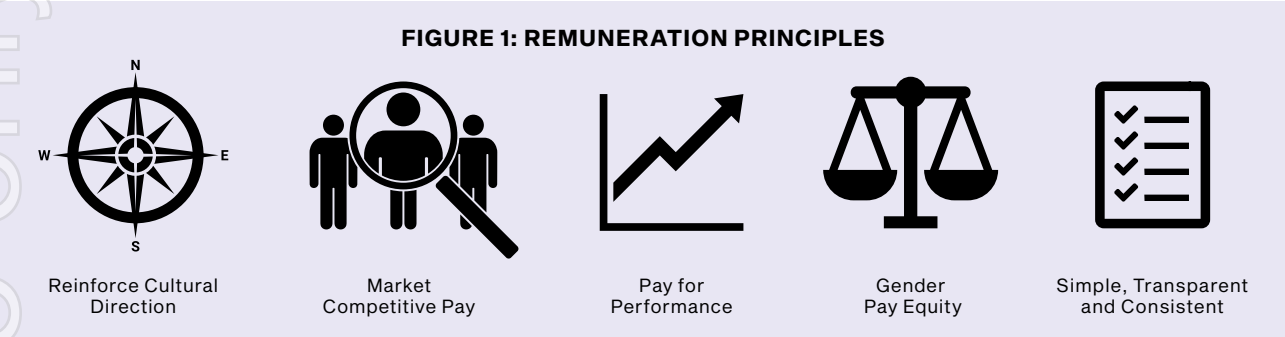 FIGURE 1: REMUNERATION PRINCIPLES
N
W E
S
Reinforce Cultural
Direction
Market
Competitive Pay
Pay for
Performance
Gender
Pay Equity
Simple, Transparent
and Consistent